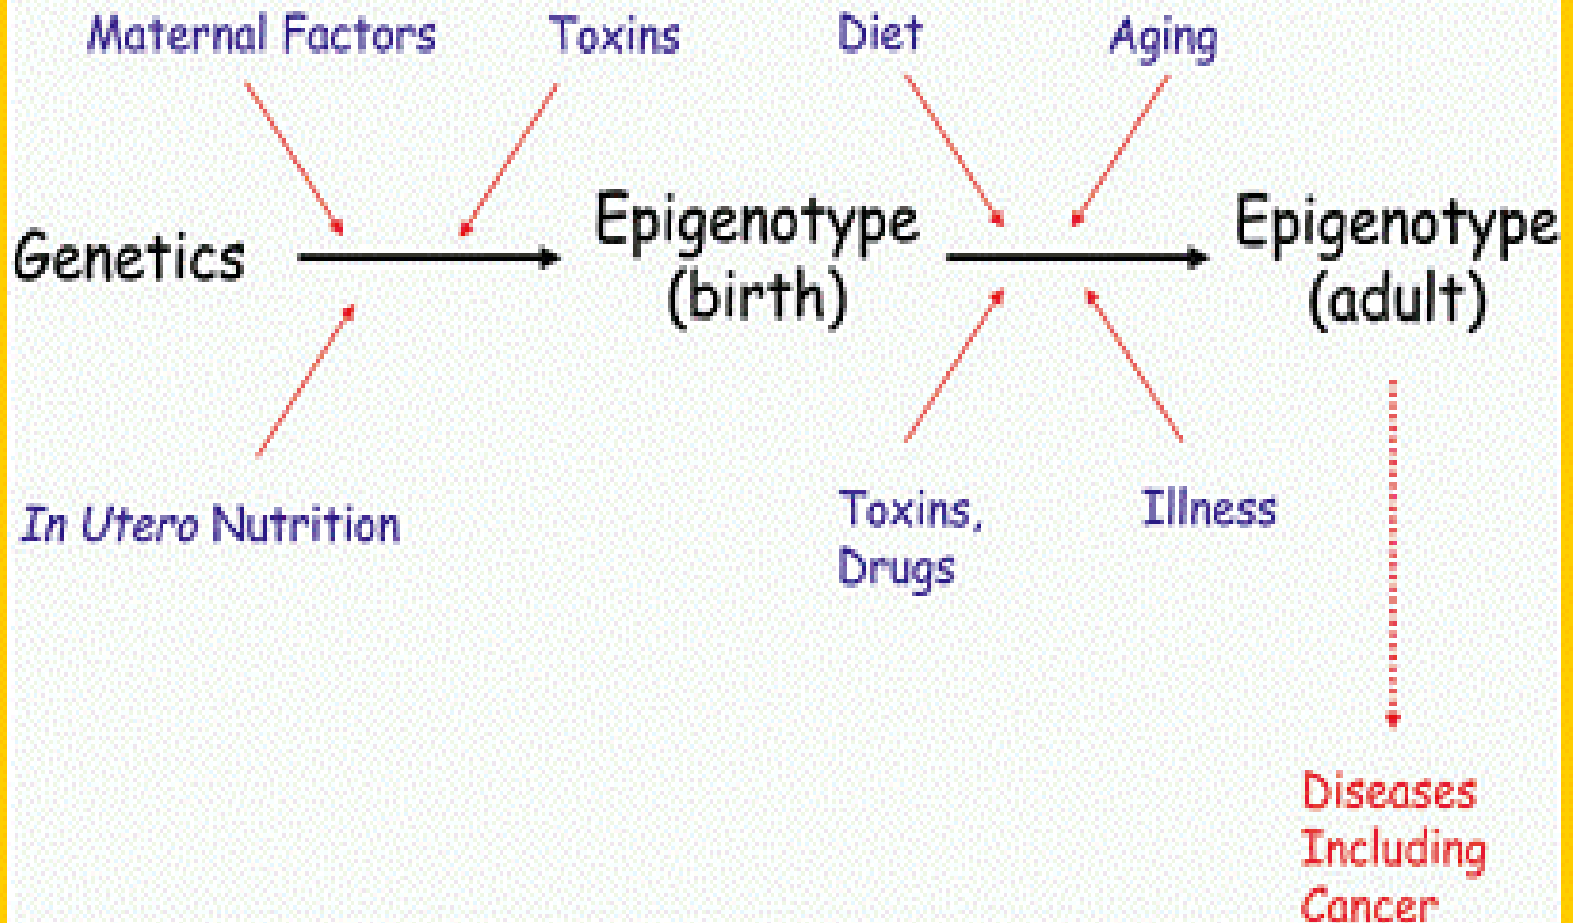 Maternal Factors Toxins Diet Aging
Genetics
Epigenotype
(birth)
Epigenotype
(adult)
In Utero Nutrition
Toxins,
Drugs
Illness
Diseases
Including
Cancer